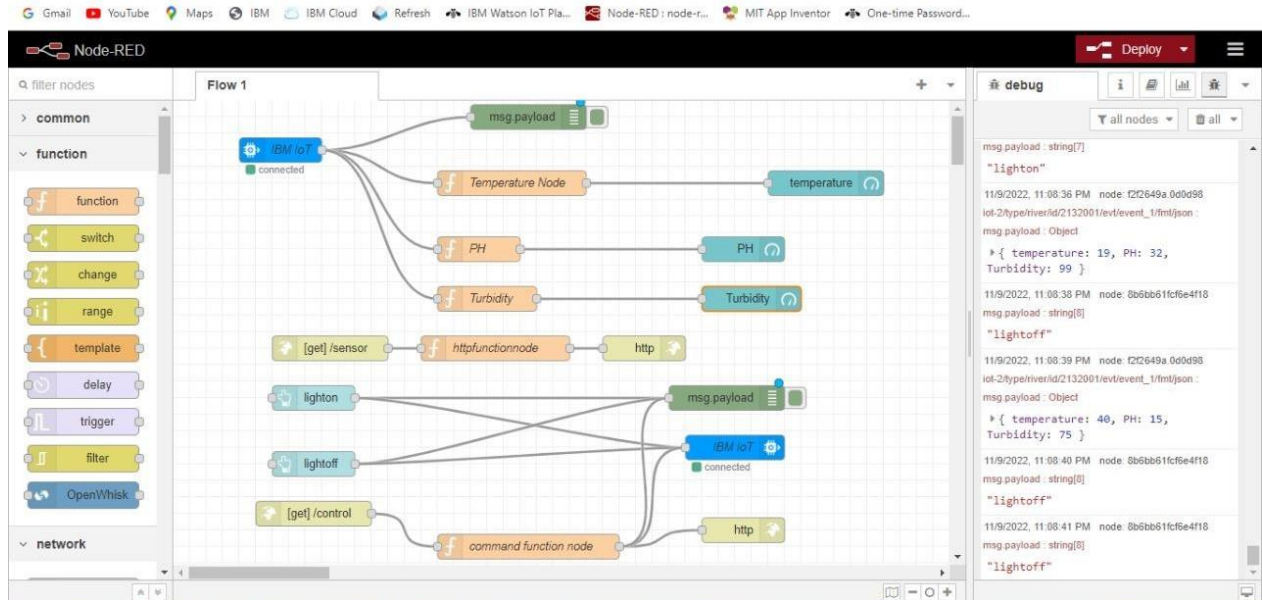 Gmail YouTube Maps IBM IBM Cloud Refresh IBM Watson IoT Pla... Node-RED : node-r... MIT App Inventor One-time Password...
Node-RED
Deploy
filter nodes
common
function
function
switch
change
range
template
delay
trigger
filter
OpenWhisk
network
Flow 1
msg.payload
IBM IoT
connected
Temperature Node
temperature
PH
PH
Turbidity
Turbidity
[get] /sensor
httpfunctionnode
http
lighton
msg.payload
IBM IoT
connected
lightoff
[get] /control
http
command function node
debug
all nodes
all
msg.payload : string[7]
"lighton"
11/9/2022, 11:08:36 PM node: f2f2649a.0d0d98
iot-2/type/river/id/2132001/evt/event_1/fmt/json :
msg.payload : Object
{ temperature: 19, PH: 32,
Turbidity: 99 }
11/9/2022, 11:08:38 PM node: 8b6bb61fcf6e4f18
msg.payload : string[8]
"lightoff"
11/9/2022, 11:08:39 PM node: f2f2649a.0d0d98
iot-2/type/river/id/2132001/evt/event_1/fmt/json :
msg.payload : Object
{ temperature: 40, PH: 15,
Turbidity: 75 }
11/9/2022, 11:08:40 PM node: 8b6bb61fcf6e4f18
msg.payload : string[8]
"lightoff"
11/9/2022, 11:08:41 PM node: 8b6bb61fcf6e4f18
msg.payload : string[8]
"lightoff"